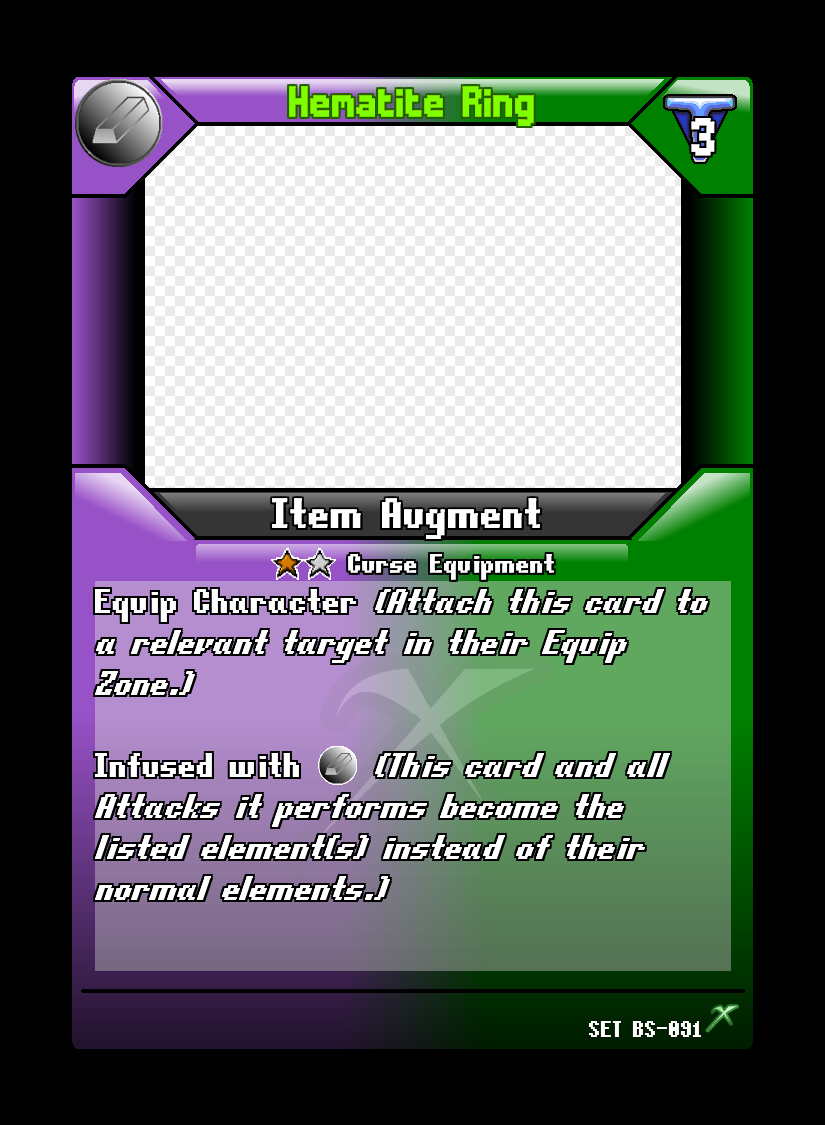 Hematite Ring
3
Item Augment
Curse Equipment
Equip Character (Attach this card to
a relevant target in their Equip
Zone.)
Infused with (This card and all
Attacks it performs become the
listed element(s) instead of their
normal elements.)
SET BS-091